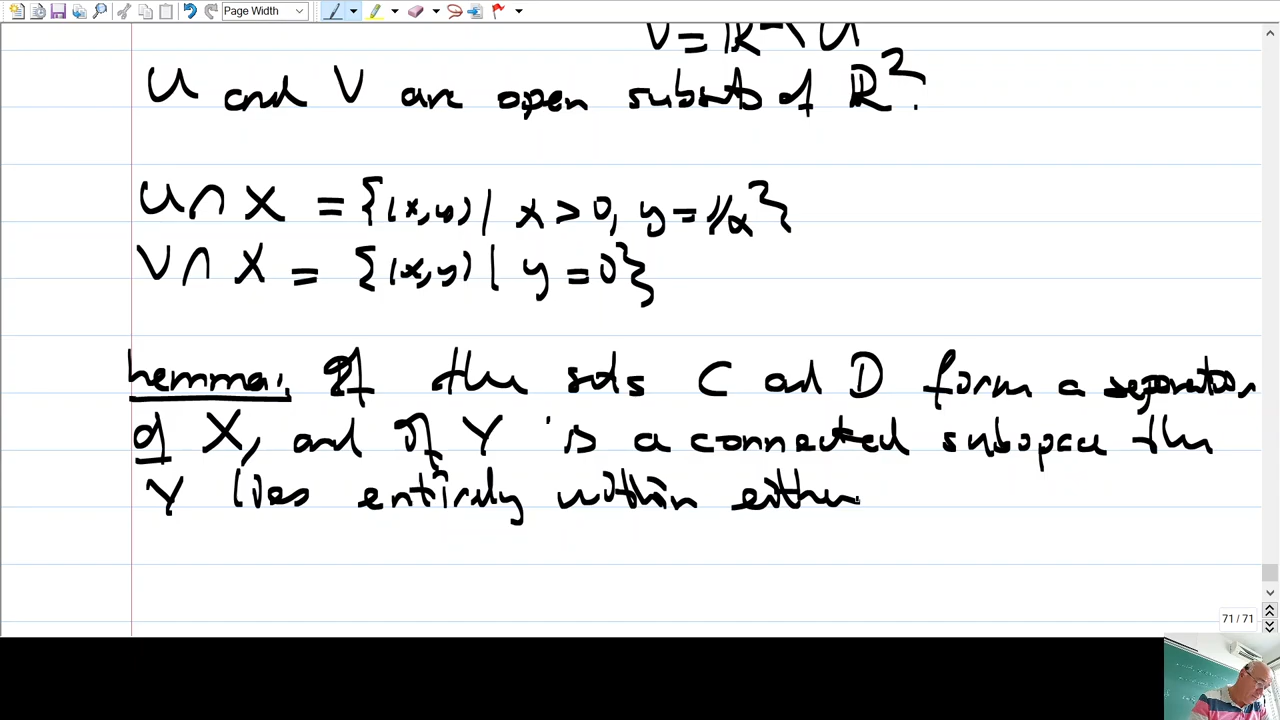 Page Width
V = ℝ² \ U
U and V are open subsets of ℝ².
U ∩ X = {(x,y) | x > 0, y = 1/x}
V ∩ X = {(x,y) | y = 0}
Lemma: If the sets C and D form a separation
of X, and if Y is a connected subspace the
Y lies entirely within either
71 / 71